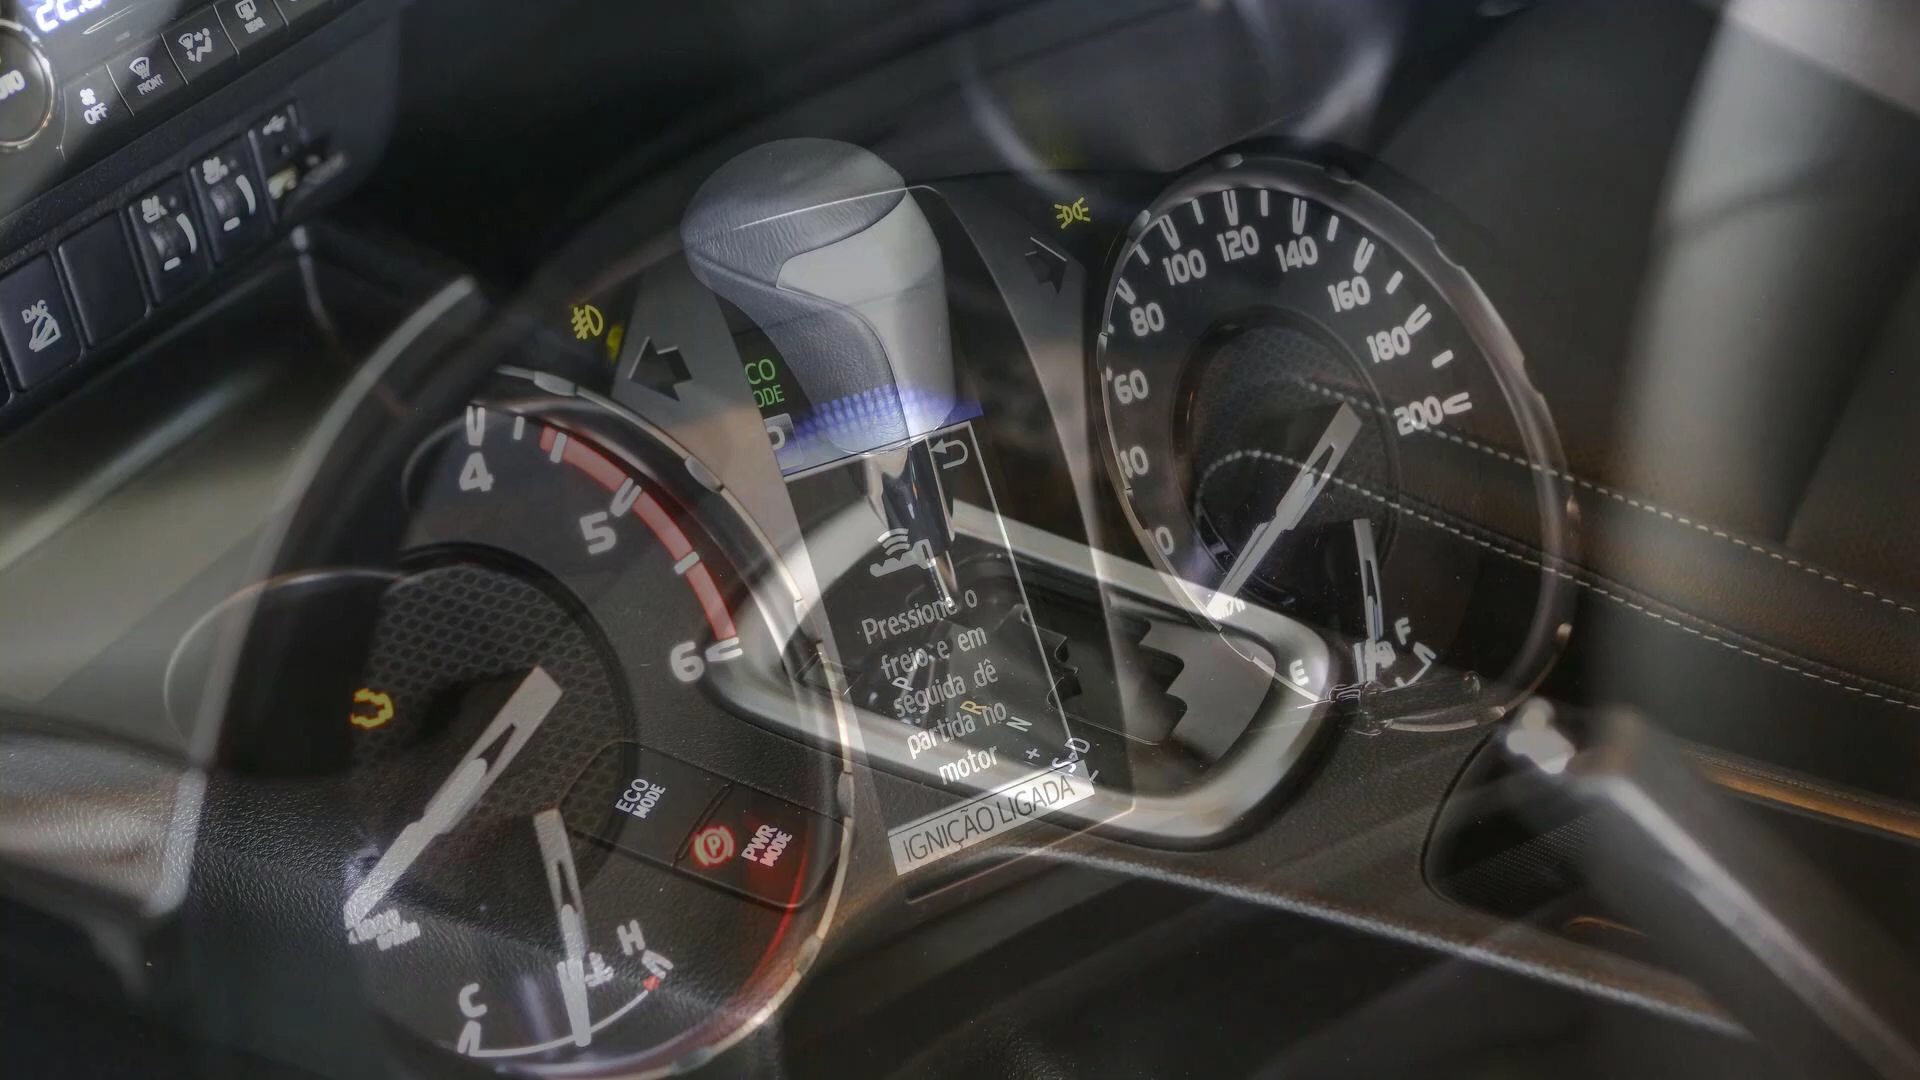 22.
FRONT
OFF
DAC
100
120
140
80
160
180
60
200
4
5
6
ECO
MODE
P
PWR
MODE
H
C
E
F
Pressione o
freio e em
seguida dê
partida no
motor
IGNIÇÃO LIGADA
P
R
N
+
S
D